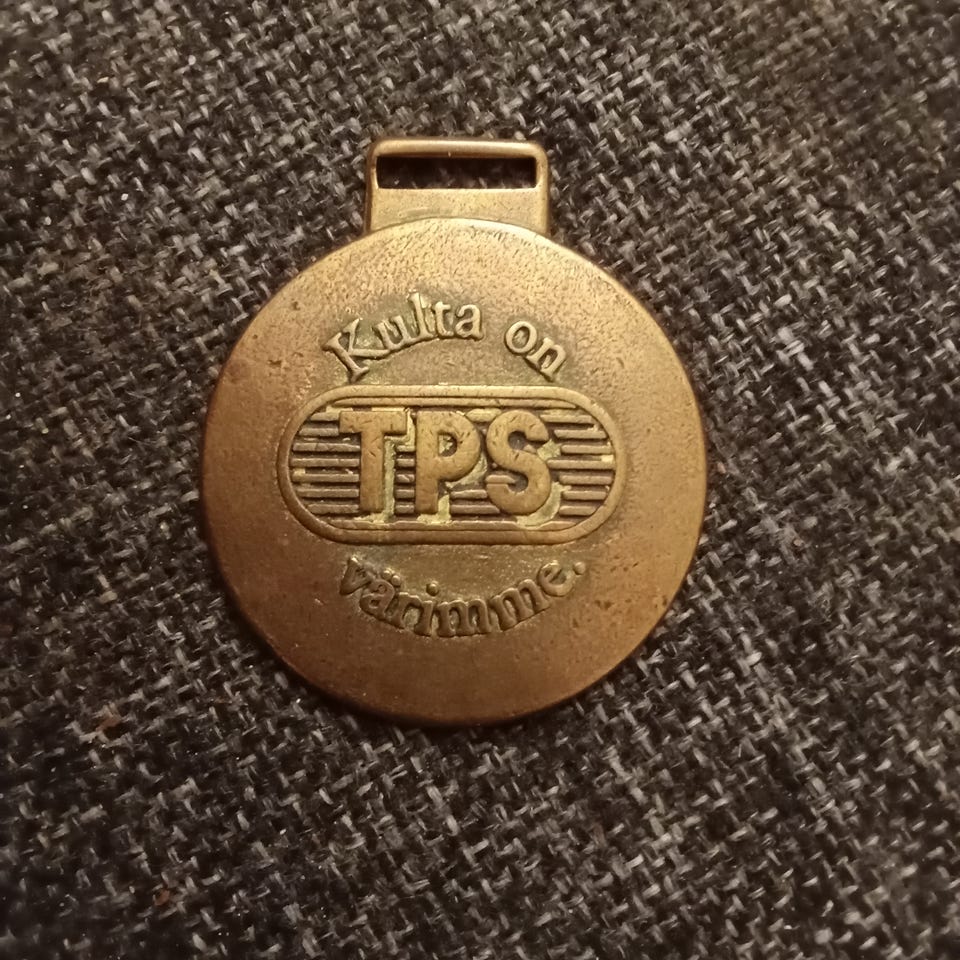 Kulta on
TPS
värimme.